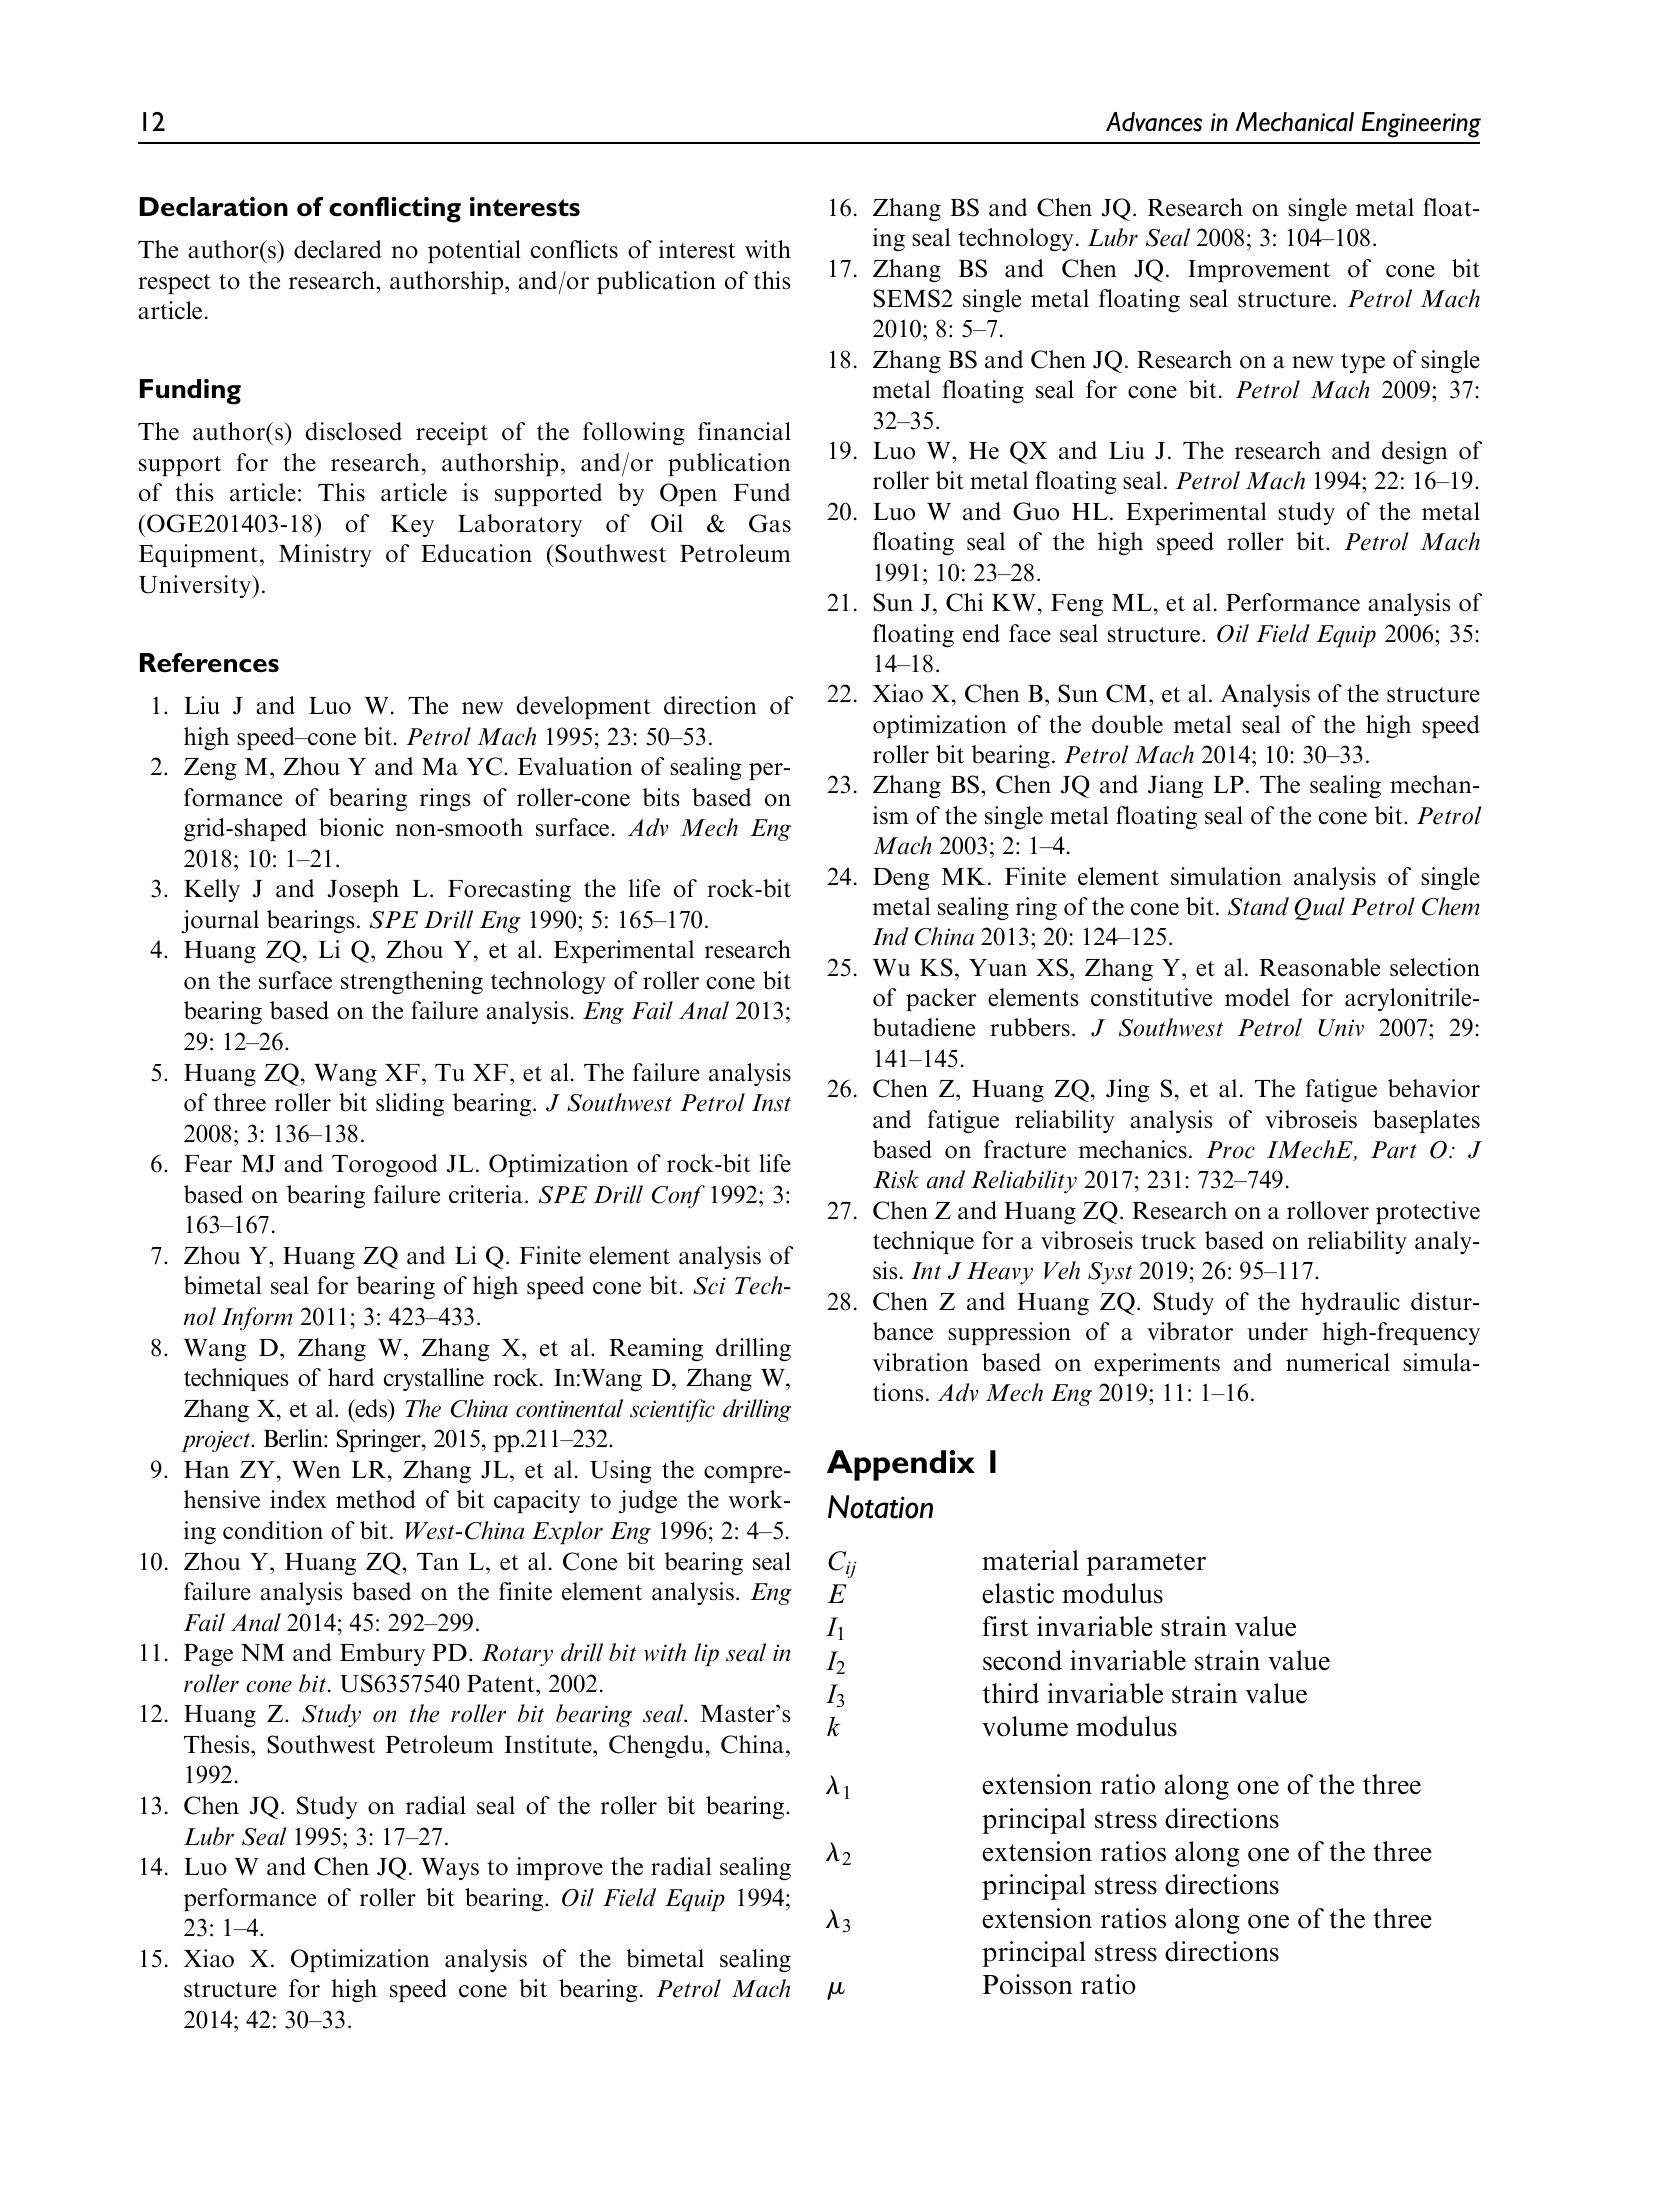 12
Advances in Mechanical Engineering
Declaration of conflicting interests
The author(s) declared no potential conflicts of interest with
respect to the research, authorship, and/or publication of this
article.
Funding
The author(s) disclosed receipt of the following financial
support for the research, authorship, and/or publication
of this article: This article is supported by Open Fund
(OGE201403-18) of Key Laboratory of Oil & Gas
Equipment, Ministry of Education (Southwest Petroleum
University).
References
1. Liu J and Luo W. The new development direction of
high speed–cone bit. Petrol Mach 1995; 23: 50–53.
2. Zeng M, Zhou Y and Ma YC. Evaluation of sealing per-
formance of bearing rings of roller-cone bits based on
grid-shaped bionic non-smooth surface. Adv Mech Eng
2018; 10: 1–21.
3. Kelly J and Joseph L. Forecasting the life of rock-bit
journal bearings. SPE Drill Eng 1990; 5: 165–170.
4. Huang ZQ, Li Q, Zhou Y, et al. Experimental research
on the surface strengthening technology of roller cone bit
bearing based on the failure analysis. Eng Fail Anal 2013;
29: 12–26.
5. Huang ZQ, Wang XF, Tu XF, et al. The failure analysis
of three roller bit sliding bearing. J Southwest Petrol Inst
2008; 3: 136–138.
6. Fear MJ and Torogood JL. Optimization of rock-bit life
based on bearing failure criteria. SPE Drill Conf 1992; 3:
163–167.
7. Zhou Y, Huang ZQ and Li Q. Finite element analysis of
bimetal seal for bearing of high speed cone bit. Sci Tech-
nol Inform 2011; 3: 423–433.
8. Wang D, Zhang W, Zhang X, et al. Reaming drilling
techniques of hard crystalline rock. In:Wang D, Zhang W,
Zhang X, et al. (eds) The China continental scientific drilling
project. Berlin: Springer, 2015, pp.211–232.
9. Han ZY, Wen LR, Zhang JL, et al. Using the compre-
hensive index method of bit capacity to judge the work-
ing condition of bit. West-China Explor Eng 1996; 2: 4–5.
10. Zhou Y, Huang ZQ, Tan L, et al. Cone bit bearing seal
failure analysis based on the finite element analysis. Eng
Fail Anal 2014; 45: 292–299.
11. Page NM and Embury PD. Rotary drill bit with lip seal in
roller cone bit. US6357540 Patent, 2002.
12. Huang Z. Study on the roller bit bearing seal. Master's
Thesis, Southwest Petroleum Institute, Chengdu, China,
1992.
13. Chen JQ. Study on radial seal of the roller bit bearing.
Lubr Seal 1995; 3: 17–27.
14. Luo W and Chen JQ. Ways to improve the radial sealing
performance of roller bit bearing. Oil Field Equip 1994;
23: 1–4.
15. Xiao X. Optimization analysis of the bimetal sealing
structure for high speed cone bit bearing. Petrol Mach
2014; 42: 30–33.
16. Zhang BS and Chen JQ. Research on single metal float-
ing seal technology. Lubr Seal 2008; 3: 104–108.
17. Zhang BS and Chen JQ. Improvement of cone bit
SEMS2 single metal floating seal structure. Petrol Mach
2010; 8: 5–7.
18. Zhang BS and Chen JQ. Research on a new type of single
metal floating seal for cone bit. Petrol Mach 2009; 37:
32–35.
19. Luo W, He QX and Liu J. The research and design of
roller bit metal floating seal. Petrol Mach 1994; 22: 16–19.
20. Luo W and Guo HL. Experimental study of the metal
floating seal of the high speed roller bit. Petrol Mach
1991; 10: 23–28.
21. Sun J, Chi KW, Feng ML, et al. Performance analysis of
floating end face seal structure. Oil Field Equip 2006; 35:
14–18.
22. Xiao X, Chen B, Sun CM, et al. Analysis of the structure
optimization of the double metal seal of the high speed
roller bit bearing. Petrol Mach 2014; 10: 30–33.
23. Zhang BS, Chen JQ and Jiang LP. The sealing mechan-
ism of the single metal floating seal of the cone bit. Petrol
Mach 2003; 2: 1–4.
24. Deng MK. Finite element simulation analysis of single
metal sealing ring of the cone bit. Stand Qual Petrol Chem
Ind China 2013; 20: 124–125.
25. Wu KS, Yuan XS, Zhang Y, et al. Reasonable selection
of packer elements constitutive model for acrylonitrile-
butadiene rubbers. J Southwest Petrol Univ 2007; 29:
141–145.
26. Chen Z, Huang ZQ, Jing S, et al. The fatigue behavior
and fatigue reliability analysis of vibroseis baseplates
based on fracture mechanics. Proc IMechE, Part O: J
Risk and Reliability 2017; 231: 732–749.
27. Chen Z and Huang ZQ. Research on a rollover protective
technique for a vibroseis truck based on reliability analy-
sis. Int J Heavy Veh Syst 2019; 26: 95–117.
28. Chen Z and Huang ZQ. Study of the hydraulic distur-
bance suppression of a vibrator under high-frequency
vibration based on experiments and numerical simula-
tions. Adv Mech Eng 2019; 11: 1–16.
Appendix 1
Notation
C_ij material parameter
E elastic modulus
I₁ first invariable strain value
I₂ second invariable strain value
I₃ third invariable strain value
k volume modulus
λ₁ extension ratio along one of the three
principal stress directions
λ₂ extension ratios along one of the three
principal stress directions
λ₃ extension ratios along one of the three
principal stress directions
μ Poisson ratio